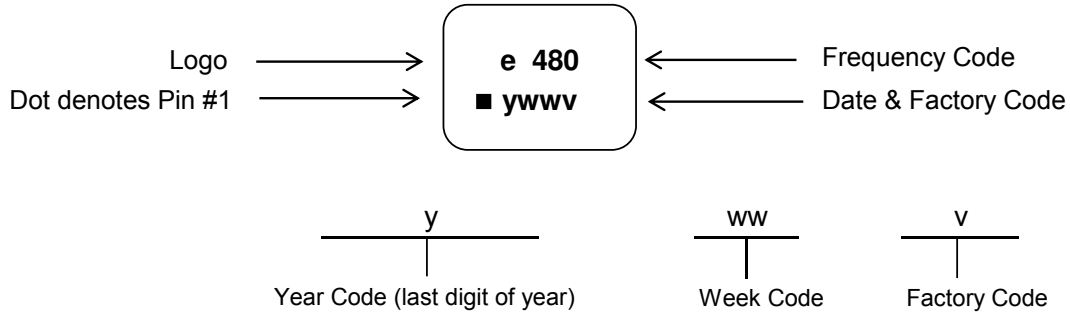 Logo e 480 Frequency Code
Dot denotes Pin #1 ■ ywwv Date & Factory Code
y ww v
Year Code (last digit of year) Week Code Factory Code